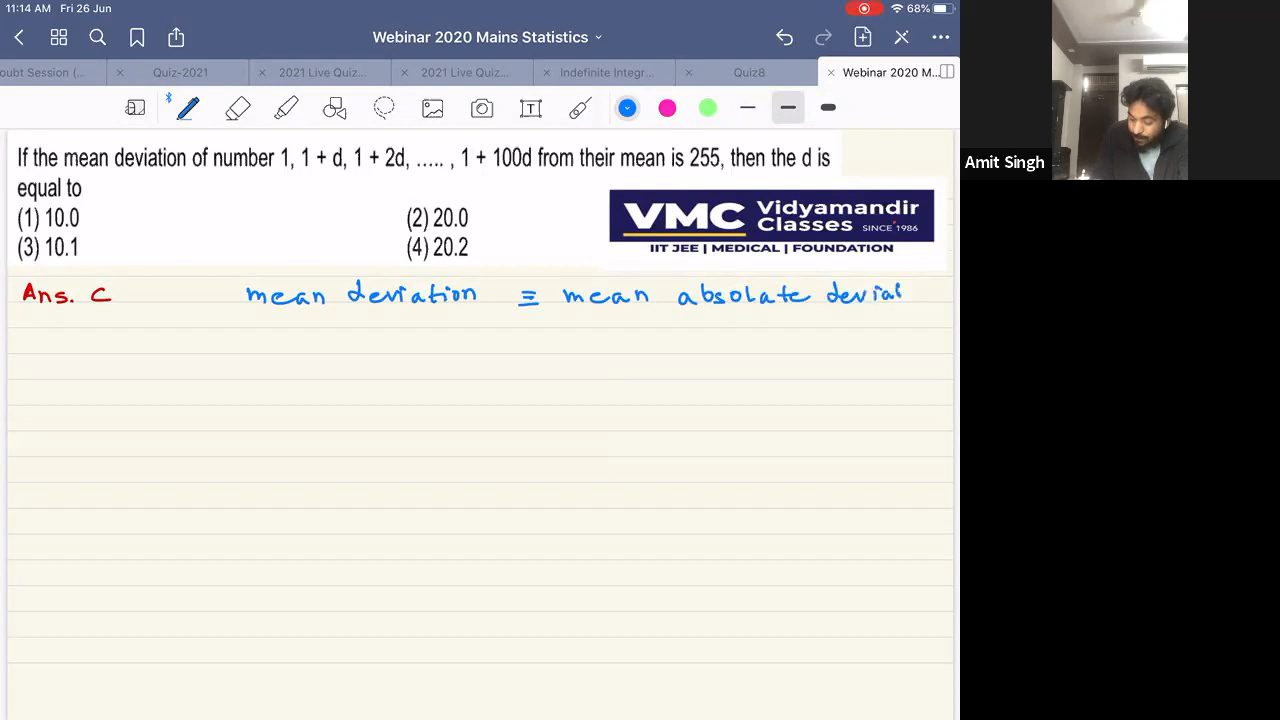 11:14 AM Fri 26 Jun
68%
Webinar 2020 Mains Statistics
oubt Session (...
Quiz-2021
2021 Live Quiz...
2021 Live Quiz...
Indefinite Integr...
Quiz8
Webinar 2020 M...
T
If the mean deviation of number 1, 1 + d, 1 + 2d, ..... , 1 + 100d from their mean is 255, then the d is
equal to
(1) 10.0 (2) 20.0
(3) 10.1 (4) 20.2
VMC Vidyamandir
Classes SINCE 1986
IIT JEE | MEDICAL | FOUNDATION
Ans. C mean deviation ≡ mean absolate deviat
Amit Singh